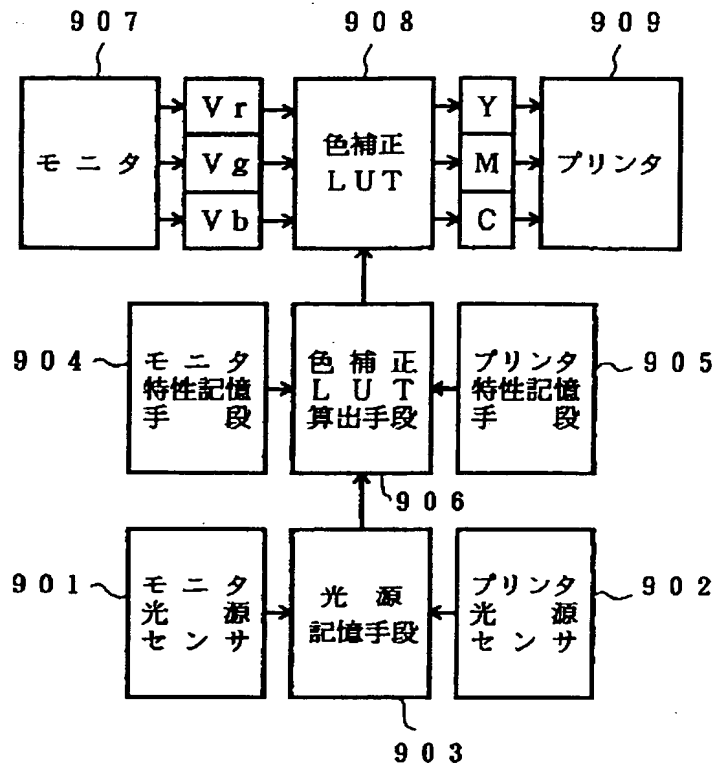 907
908
909
モニタ
Vr
Vg
Vb
色補正
LUT
Y
M
C
プリンタ
904
モニタ
特性記憶
手段
色補正
LUT
算出手段
プリンタ
特性記憶
手段
905
906
901
モニタ
光源
センサ
光源
記憶手段
プリンタ
光源
センサ
902
903